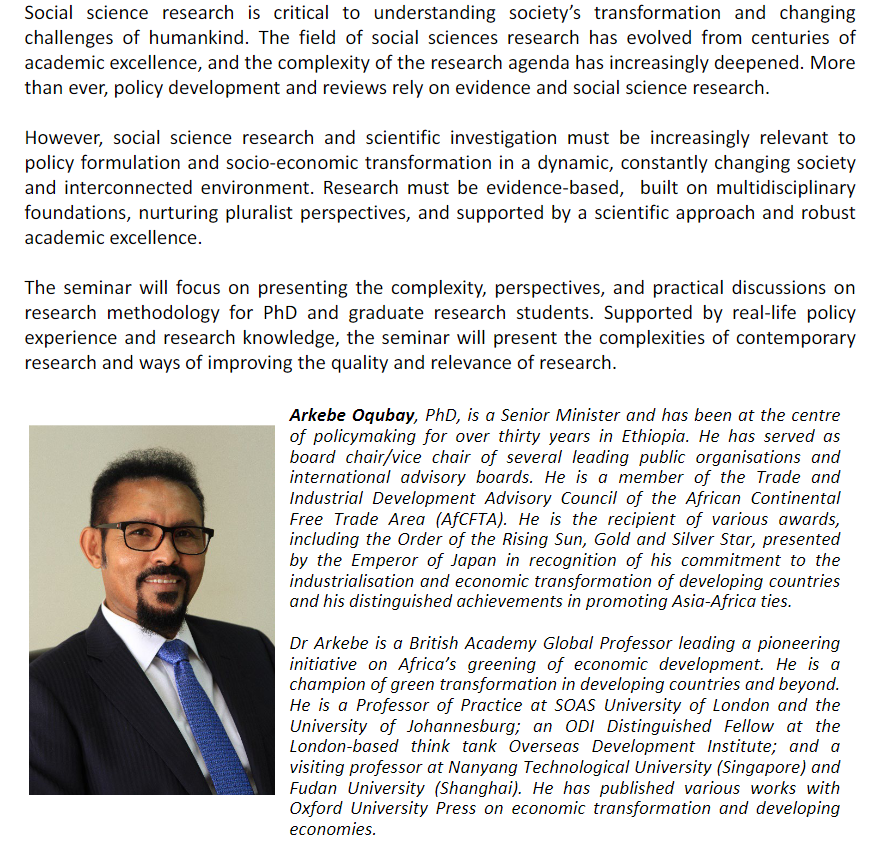 Social science research is critical to understanding society’s transformation and changing
challenges of humankind. The field of social sciences research has evolved from centuries of
academic excellence, and the complexity of the research agenda has increasingly deepened. More
than ever, policy development and reviews rely on evidence and social science research.
However, social science research and scientific investigation must be increasingly relevant to
policy formulation and socio-economic transformation in a dynamic, constantly changing society
and interconnected environment. Research must be evidence-based,  built on multidisciplinary
foundations, nurturing pluralist perspectives, and supported by a scientific approach and robust
academic excellence.
The seminar will focus on presenting the complexity, perspectives, and practical discussions on
research methodology for PhD and graduate research students. Supported by real-life policy
experience and research knowledge, the seminar will present the complexities of contemporary
research and ways of improving the quality and relevance of research.
Arkebe Oqubay, PhD, is a Senior Minister and has been at the centre
of policymaking for over thirty years in Ethiopia. He has served as
board chair/vice chair of several leading public organisations and
international advisory boards. He is a member of the Trade and
Industrial Development Advisory Council of the African Continental
Free Trade Area (AfCFTA). He is the recipient of various awards,
including the Order of the Rising Sun, Gold and Silver Star, presented
by the Emperor of Japan in recognition of his commitment to the
industrialisation and economic transformation of developing countries
and his distinguished achievements in promoting Asia-Africa ties.
Dr Arkebe is a British Academy Global Professor leading a pioneering
initiative on Africa’s greening of economic development. He is a
champion of green transformation in developing countries and beyond.
He is a Professor of Practice at SOAS University of London and the
University of Johannesburg; an ODI Distinguished Fellow at the
London-based think tank Overseas Development Institute; and a
visiting professor at Nanyang Technological University (Singapore) and
Fudan University (Shanghai). He has published various works with
Oxford University Press on economic transformation and developing
economies.